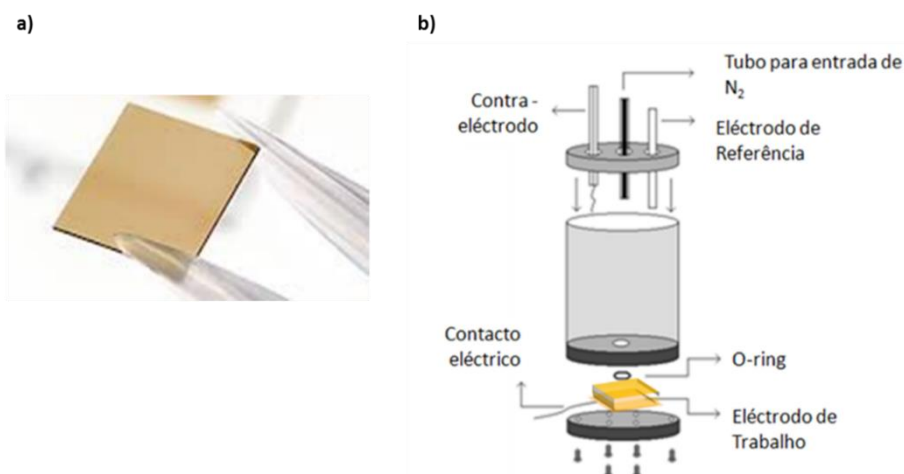 a)
b)
Tubo para entrada de
N₂
Contra -
eléctrodo
Eléctrodo de
Referência
Contacto
eléctrico
O-ring
Eléctrodo de
Trabalho